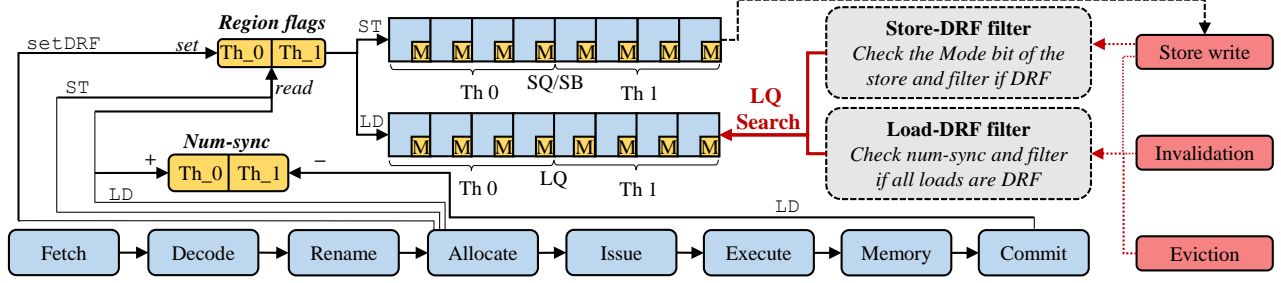 Region flags
setDRF
set
Th_0 Th_1
ST
read
ST
M M M M M M M M
SQ/SB
Th 0
Th 1
LD
M M M M M M M M
LQ
Th 0
Th 1
Num-sync
+
Th_0 Th_1
−
LD
LD
LQ
Search
Store-DRF filter
Check the Mode bit of the
store and filter if DRF
Load-DRF filter
Check num-sync and filter
if all loads are DRF
Store write
Invalidation
Eviction
Fetch
Decode
Rename
Allocate
Issue
Execute
Memory
Commit